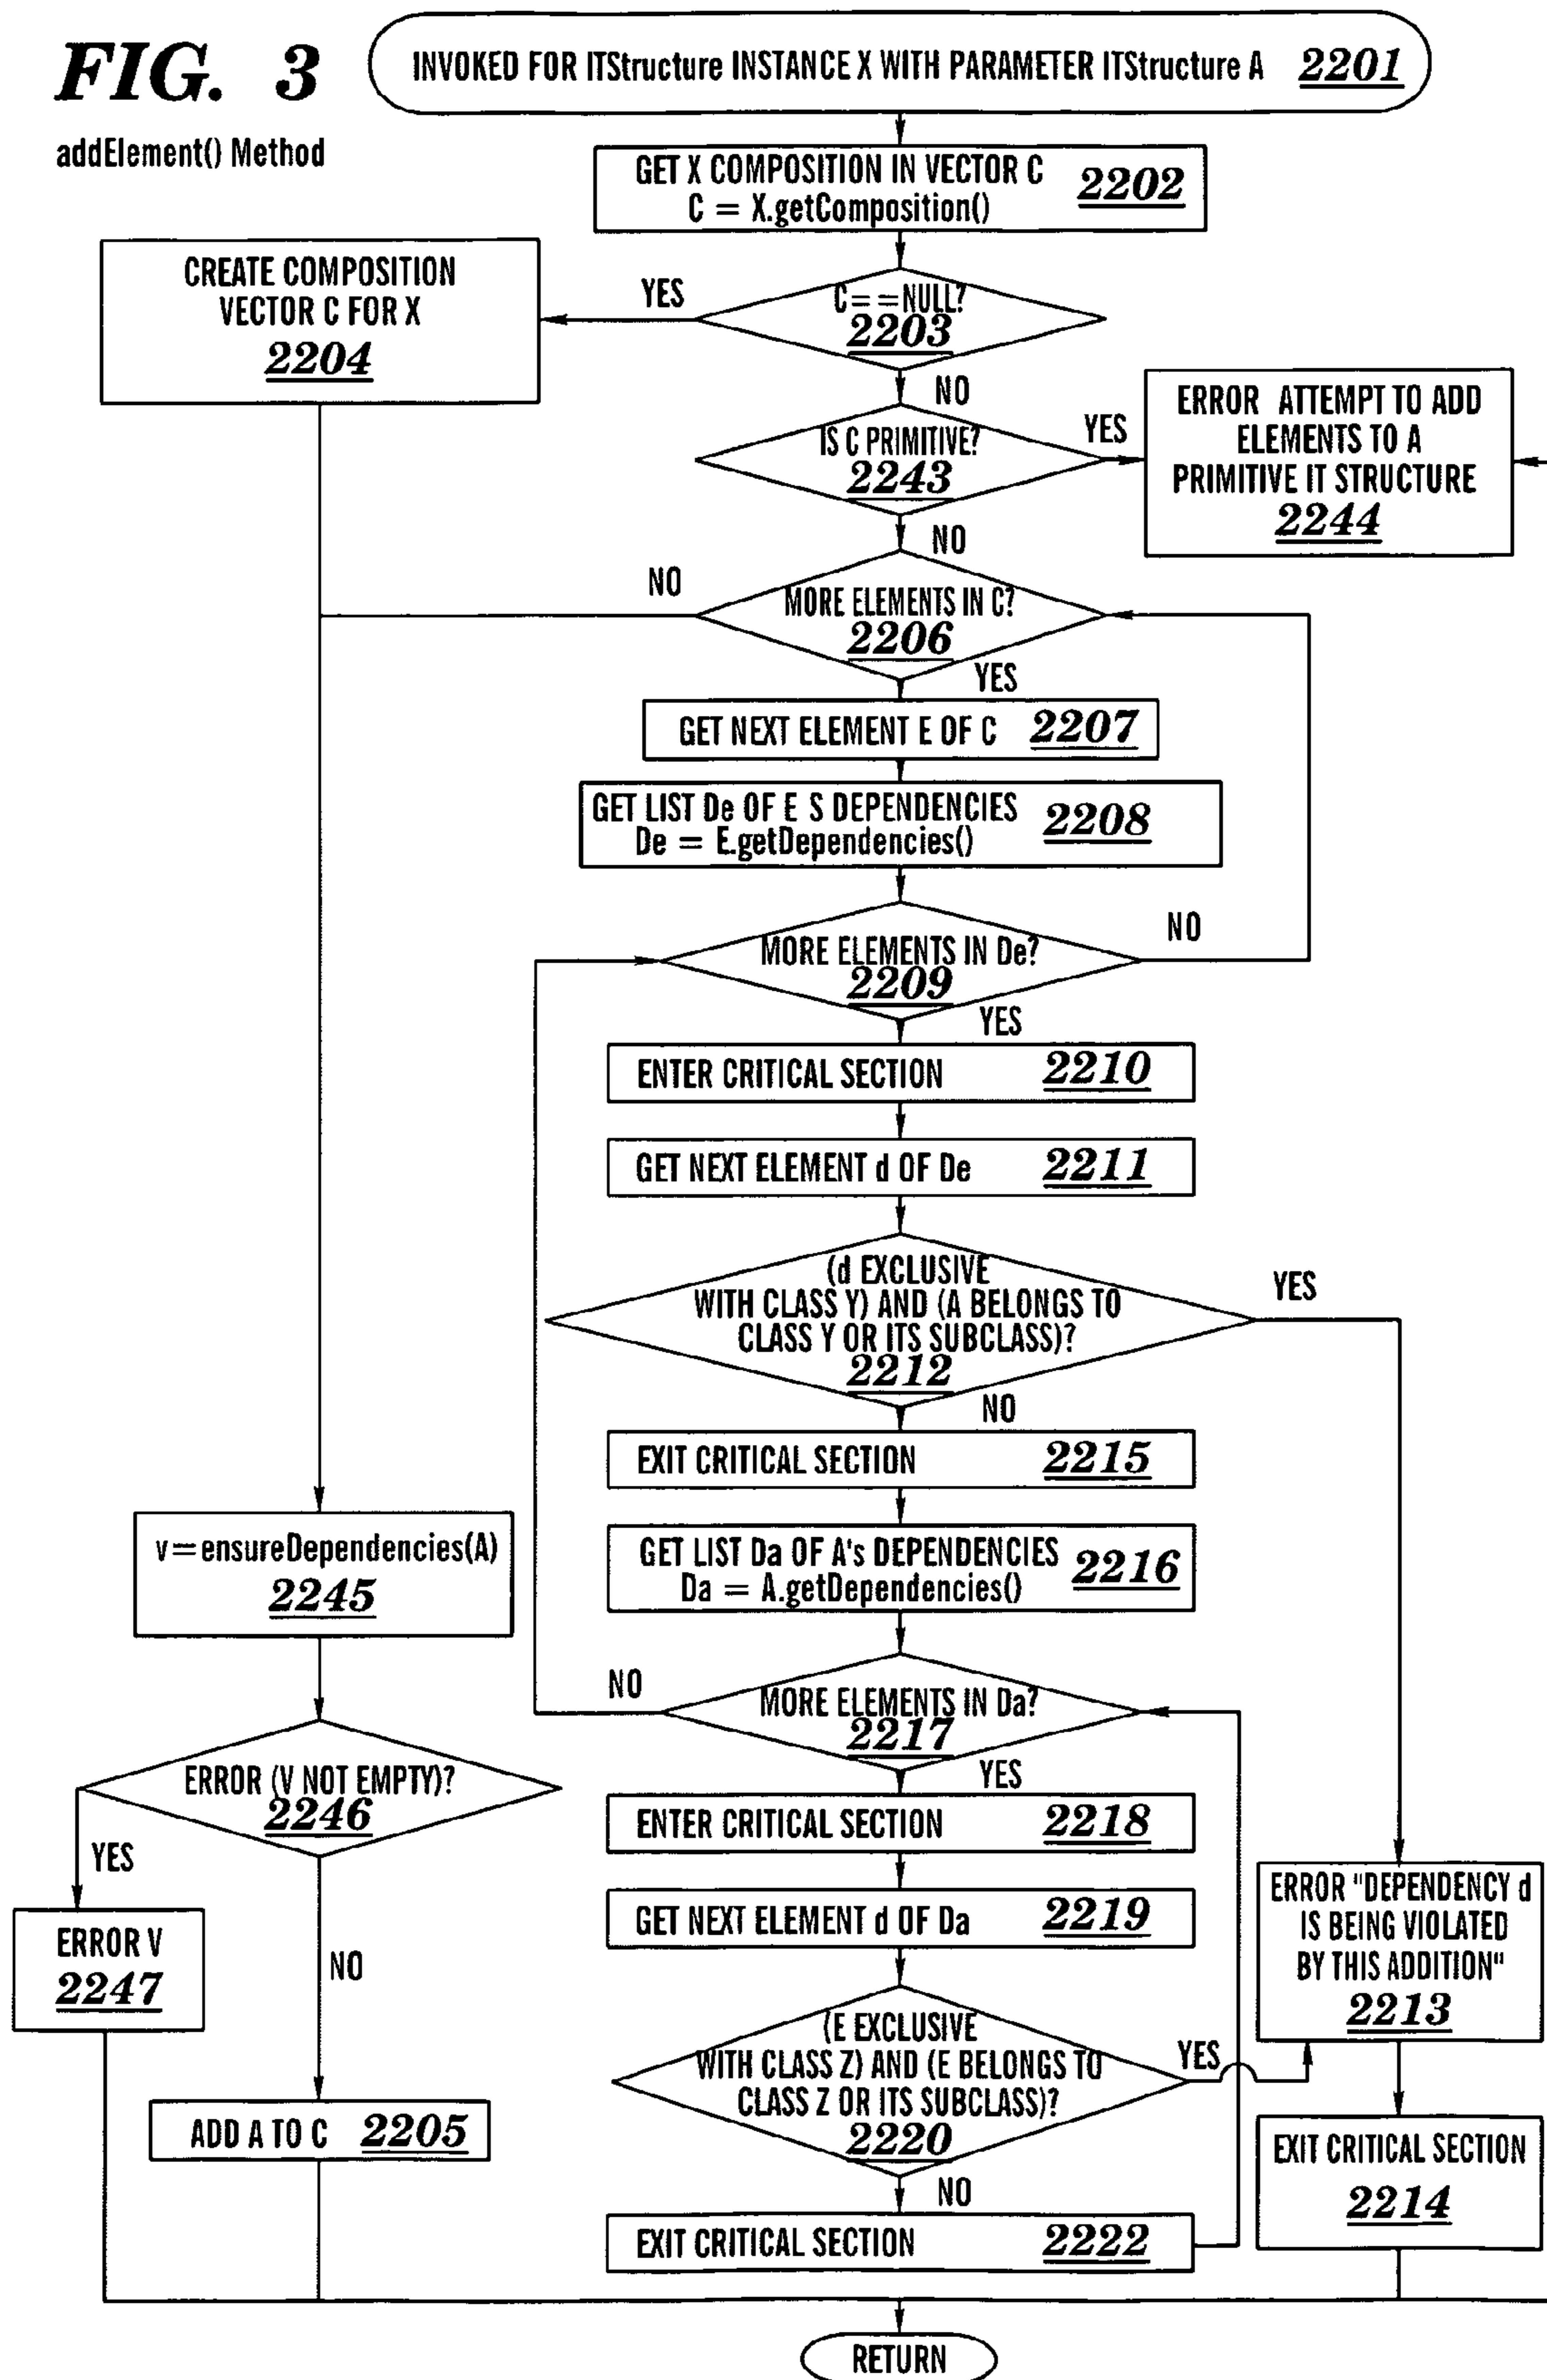 FIG. 3
addElement() Method
INVOKED FOR ITStructure INSTANCE X WITH PARAMETER ITStructure A 2201
GET X COMPOSITION IN VECTOR C
C = X.getComposition()
2202
CREATE COMPOSITION
VECTOR C FOR X
2204
YES
C==NULL?
2203
NO
IS C PRIMITIVE?
2243
YES
ERROR ATTEMPT TO ADD
ELEMENTS TO A
PRIMITIVE IT STRUCTURE
2244
NO
NO
MORE ELEMENTS IN C?
2206
YES
GET NEXT ELEMENT E OF C 2207
GET LIST De OF E S DEPENDENCIES
De = E.getDependencies()
2208
MORE ELEMENTS IN De?
2209
NO
YES
ENTER CRITICAL SECTION 2210
GET NEXT ELEMENT d OF De 2211
(d EXCLUSIVE
WITH CLASS Y) AND (A BELONGS TO
CLASS Y OR ITS SUBCLASS)?
2212
YES
NO
EXIT CRITICAL SECTION 2215
v=ensureDependencies(A)
2245
GET LIST Da OF A's DEPENDENCIES
Da = A.getDependencies()
2216
NO
MORE ELEMENTS IN Da?
2217
YES
ERROR (V NOT EMPTY)?
2246
YES
NO
ENTER CRITICAL SECTION 2218
GET NEXT ELEMENT d OF Da 2219
ERROR "DEPENDENCY d
IS BEING VIOLATED
BY THIS ADDITION"
2213
ERROR V
2247
(E EXCLUSIVE
WITH CLASS Z) AND (E BELONGS TO
CLASS Z OR ITS SUBCLASS)?
2220
YES
NO
ADD A TO C 2205
EXIT CRITICAL SECTION
2214
EXIT CRITICAL SECTION 2222
RETURN